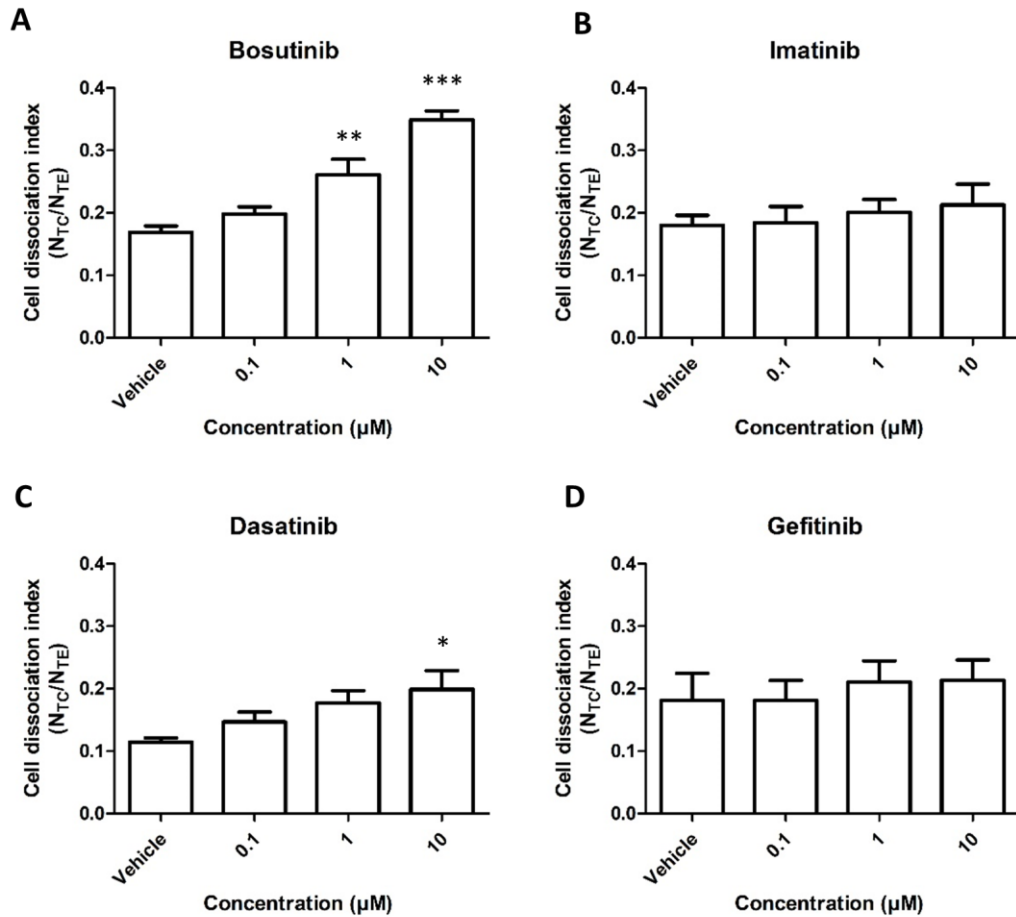 A
Bosutinib
Cell dissociation index
(NTC/NTE)
0.4
0.3
0.2
0.1
0.0
**
***
Vehicle
0.1
1
10
Concentration (µM)
B
Imatinib
Cell dissociation index
(NTC/NTE)
0.4
0.3
0.2
0.1
0.0
Vehicle
0.1
1
10
Concentration (µM)
C
Dasatinib
Cell dissociation index
(NTC/NTE)
0.4
0.3
0.2
0.1
0.0
*
Vehicle
0.1
1
10
Concentration (µM)
D
Gefitinib
Cell dissociation index
(NTC/NTE)
0.4
0.3
0.2
0.1
0.0
Vehicle
0.1
1
10
Concentration (µM)